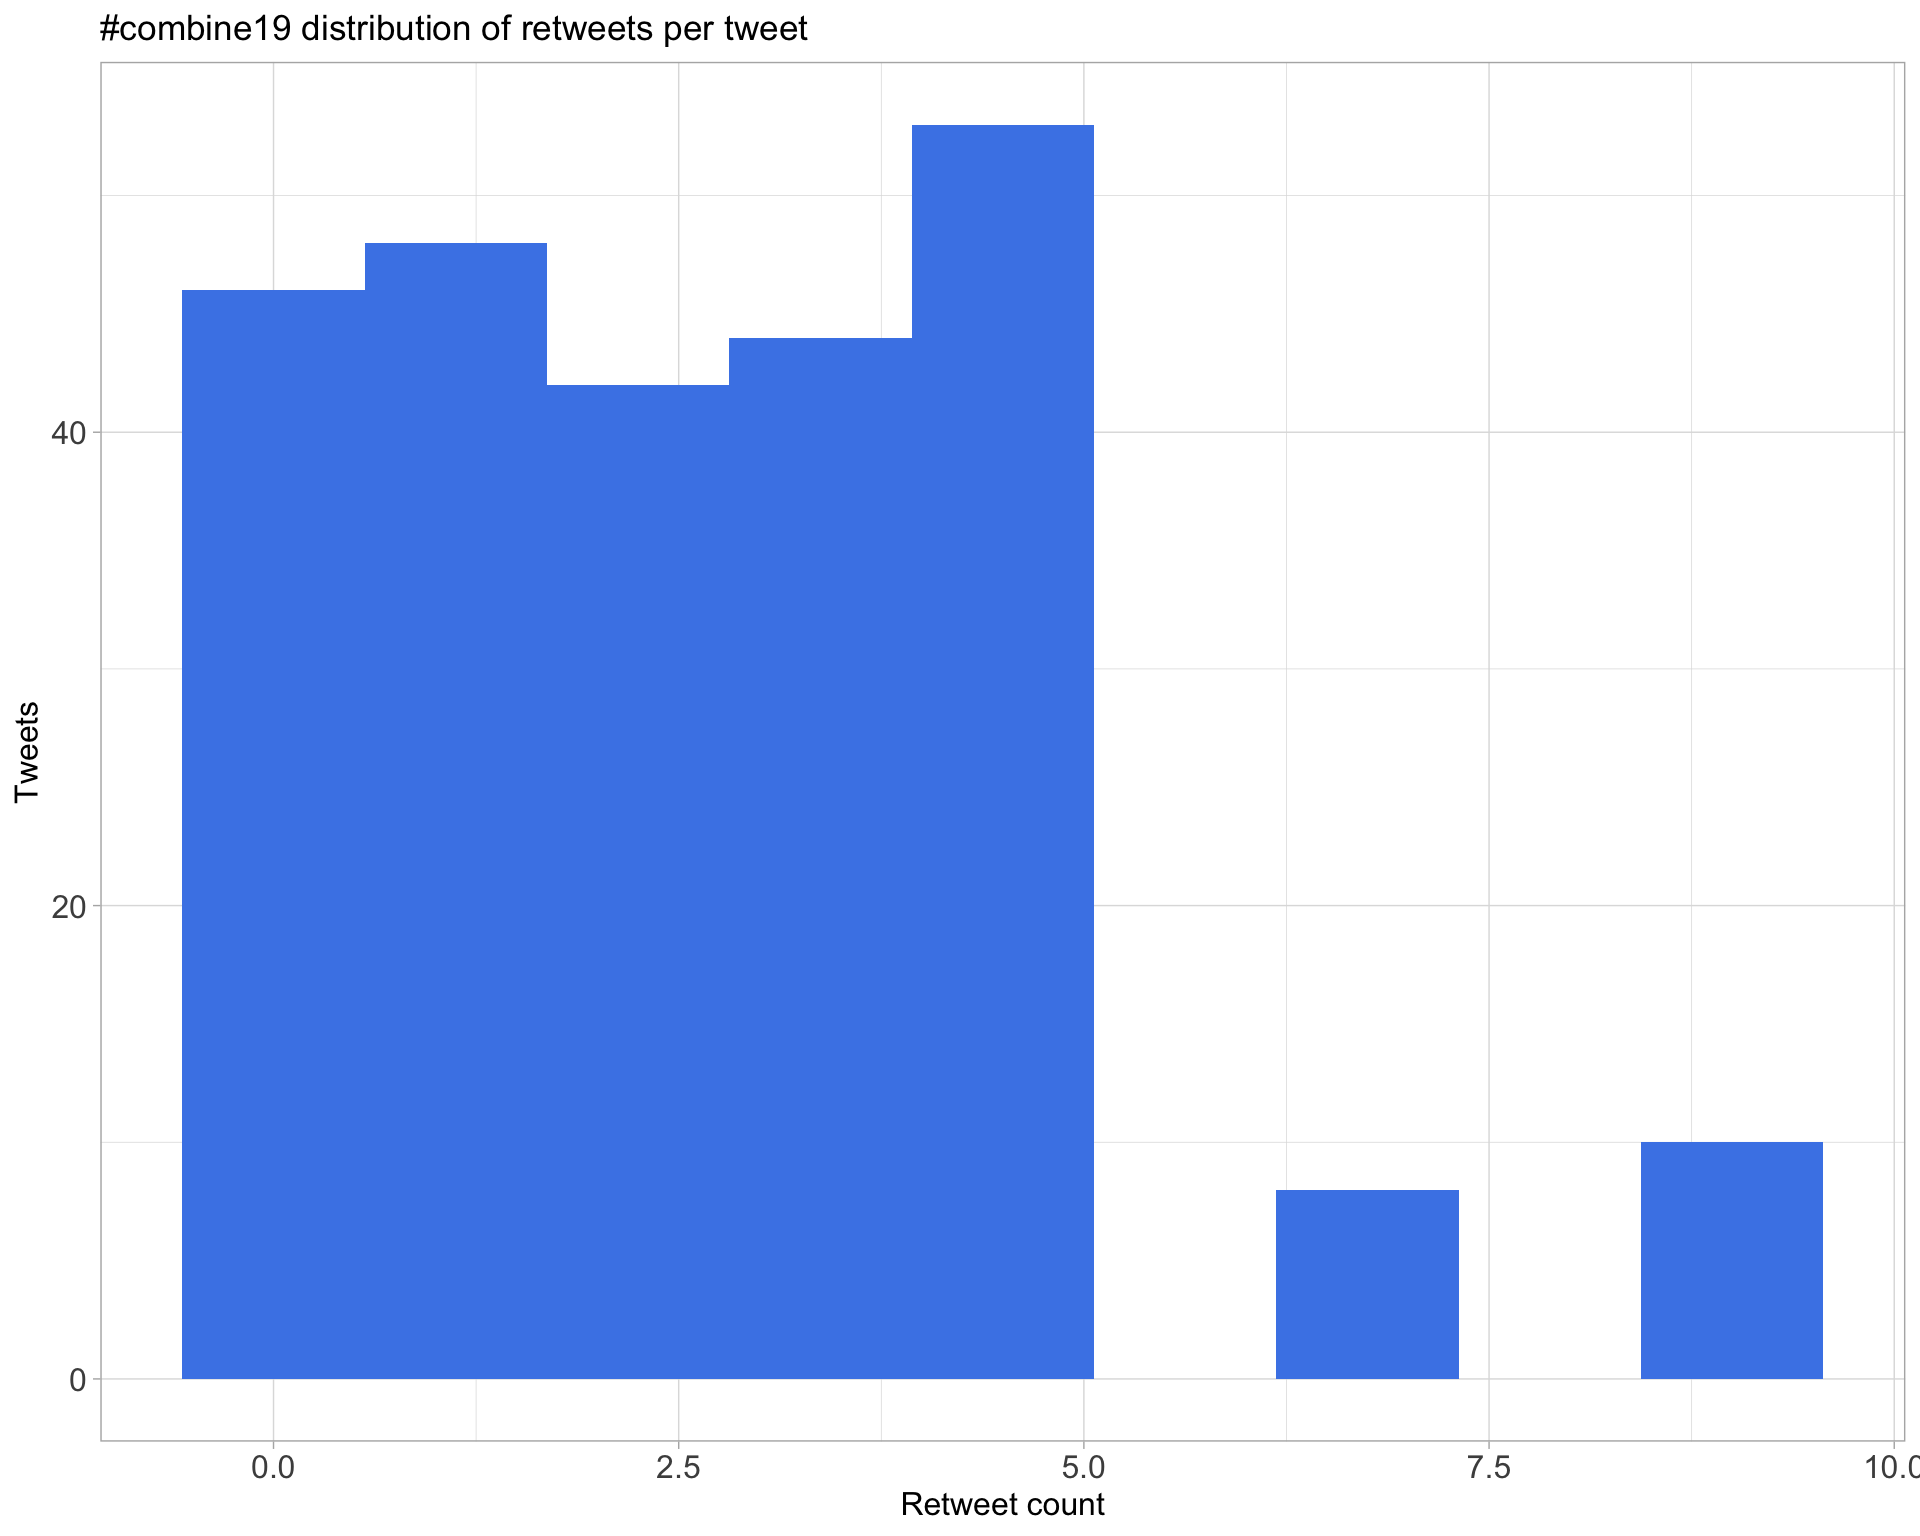 #combine19 distribution of retweets per tweet
Tweets
40
20
0
0.0 2.5 5.0 7.5 10.0
Retweet count